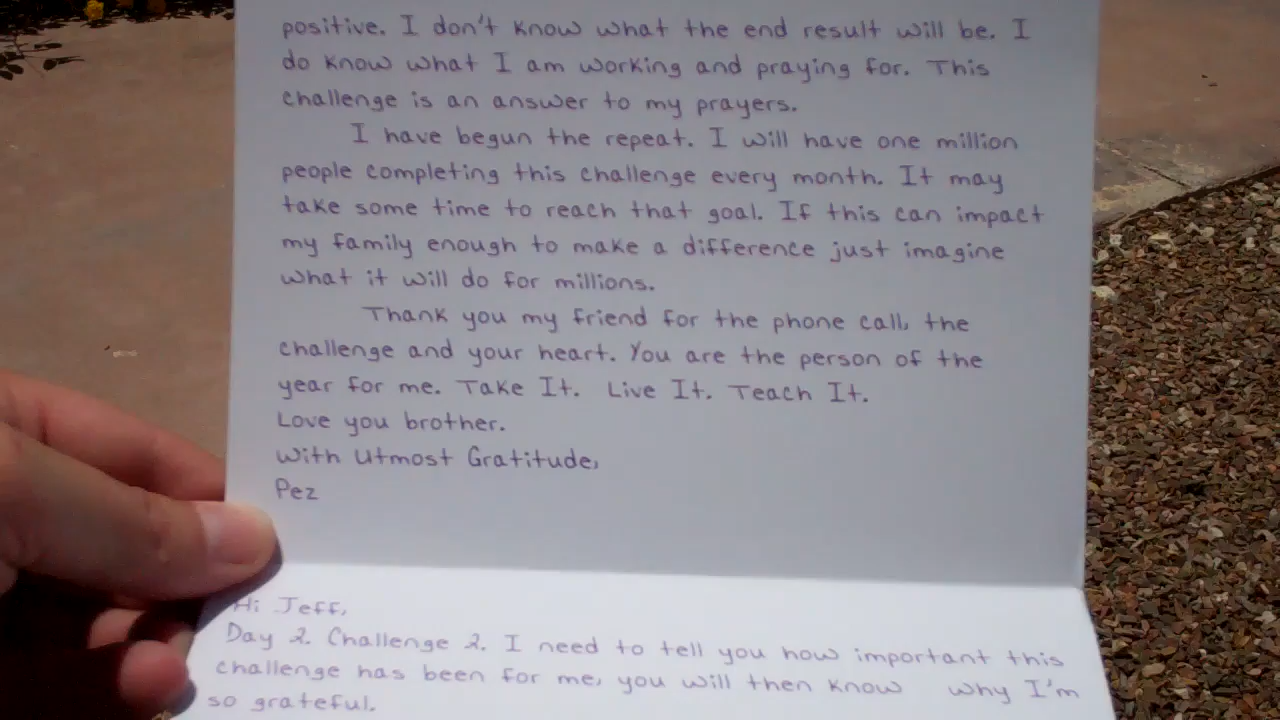 positive. I don't know what the end result will be. I
do know what I am working and praying for. This
challenge is an answer to my prayers.
I have begun the repeat. I will have one million
people completing this challenge every month. It may
take some time to reach that goal. If this can impact
my family enough to make a difference just imagine
what it will do for millions.
Thank you my friend for the phone call, the
challenge and your heart. You are the person of the
year for me. Take It. Live It. Teach It.
Love you brother.
With Utmost Gratitude,
Pez
Hi Jeff,
Day 2. Challenge 2. I need to tell you how important this
challenge has been for me, you will then know why I'm
so grateful.